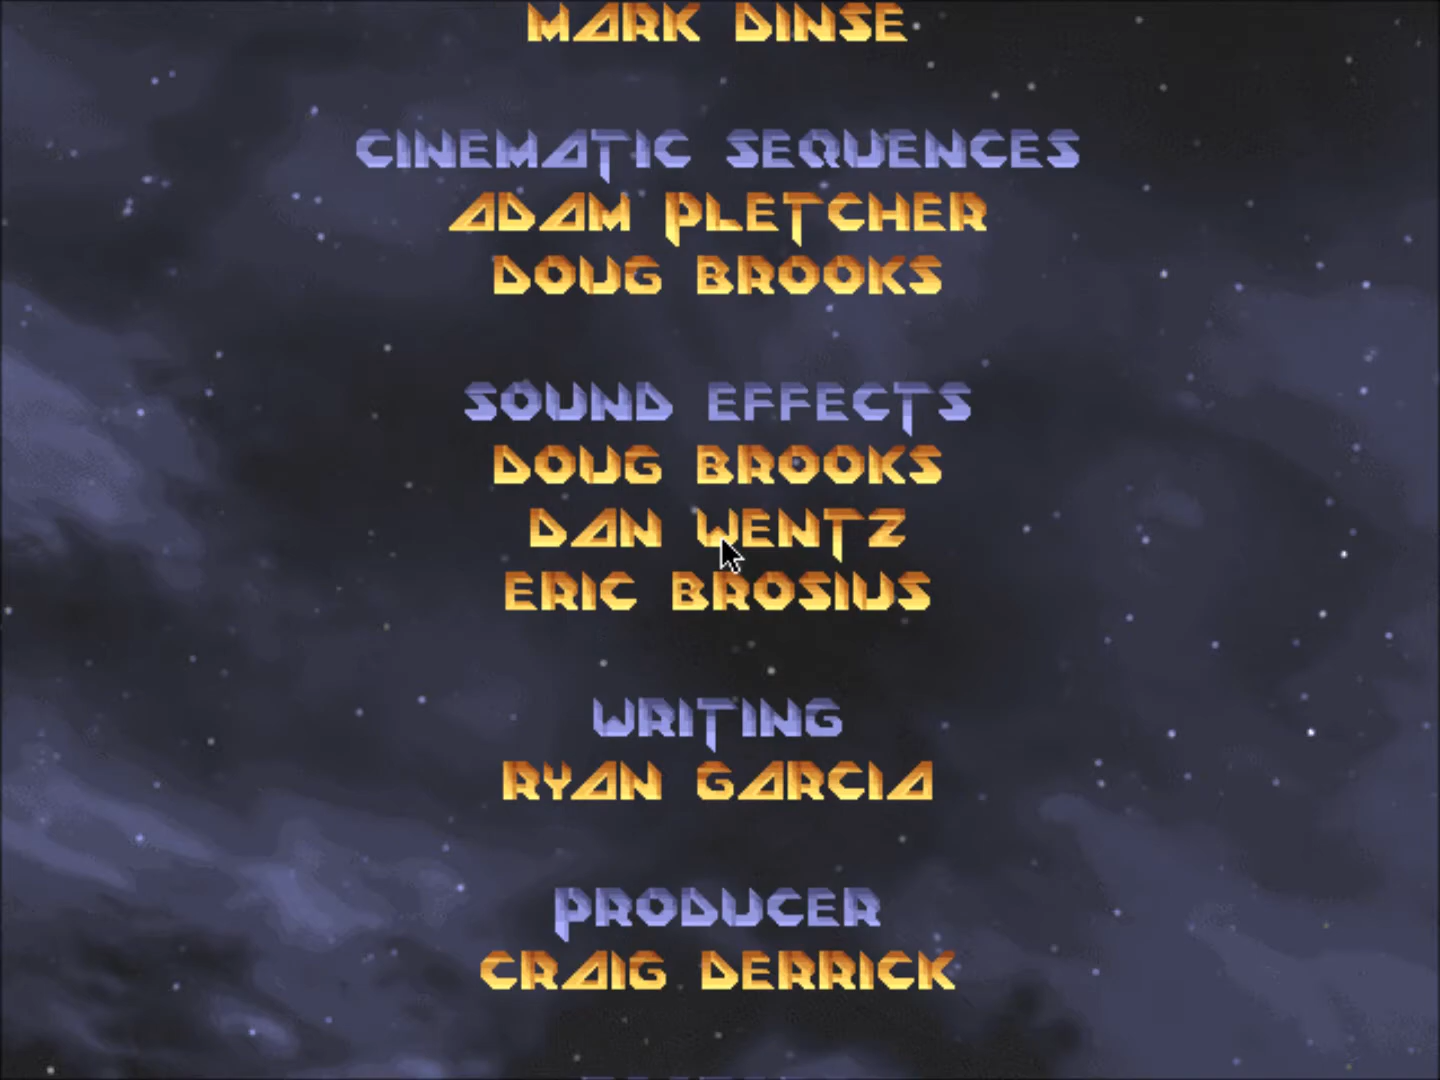 MARK DINSE
CINEMATIC SEQUENCES
ADAM PLETCHER
DOUG BROOKS
SOUND EFFECTS
DOUG BROOKS
DAN WENTZ
ERIC BROSIUS
WRITING
RYAN GARCIA
PRODUCER
CRAIG DERRICK